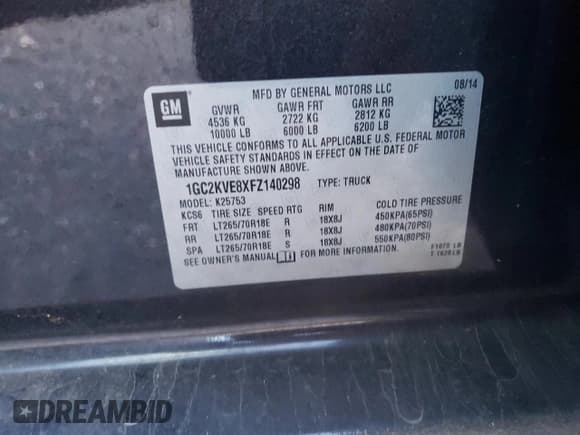 GM
MFD BY GENERAL MOTORS LLC
08/14
GVWR GAWR FRT GAWR RR
4536 KG 2722 KG 2812 KG
10000 LB 6000 LB 6200 LB
THIS VEHICLE CONFORMS TO ALL APPLICABLE U.S. FEDERAL MOTOR
VEHICLE SAFETY STANDARDS IN EFFECT ON THE DATE OF
MANUFACTURE SHOWN ABOVE.
1GC2KVE8XFZ140298 TYPE: TRUCK
MODEL: K25753
KCS6 TIRE SIZE SPEED RTG RIM COLD TIRE PRESSURE
FRT LT265/70R18E R 18X8J 450KPA(65PSI)
RR LT265/70R18E R 18X8J 480KPA(70PSI)
SPA LT265/70R18E S 18X8J 550KPA(80PSI)
SEE OWNER'S MANUAL FOR MORE INFORMATION.
DREAMBID